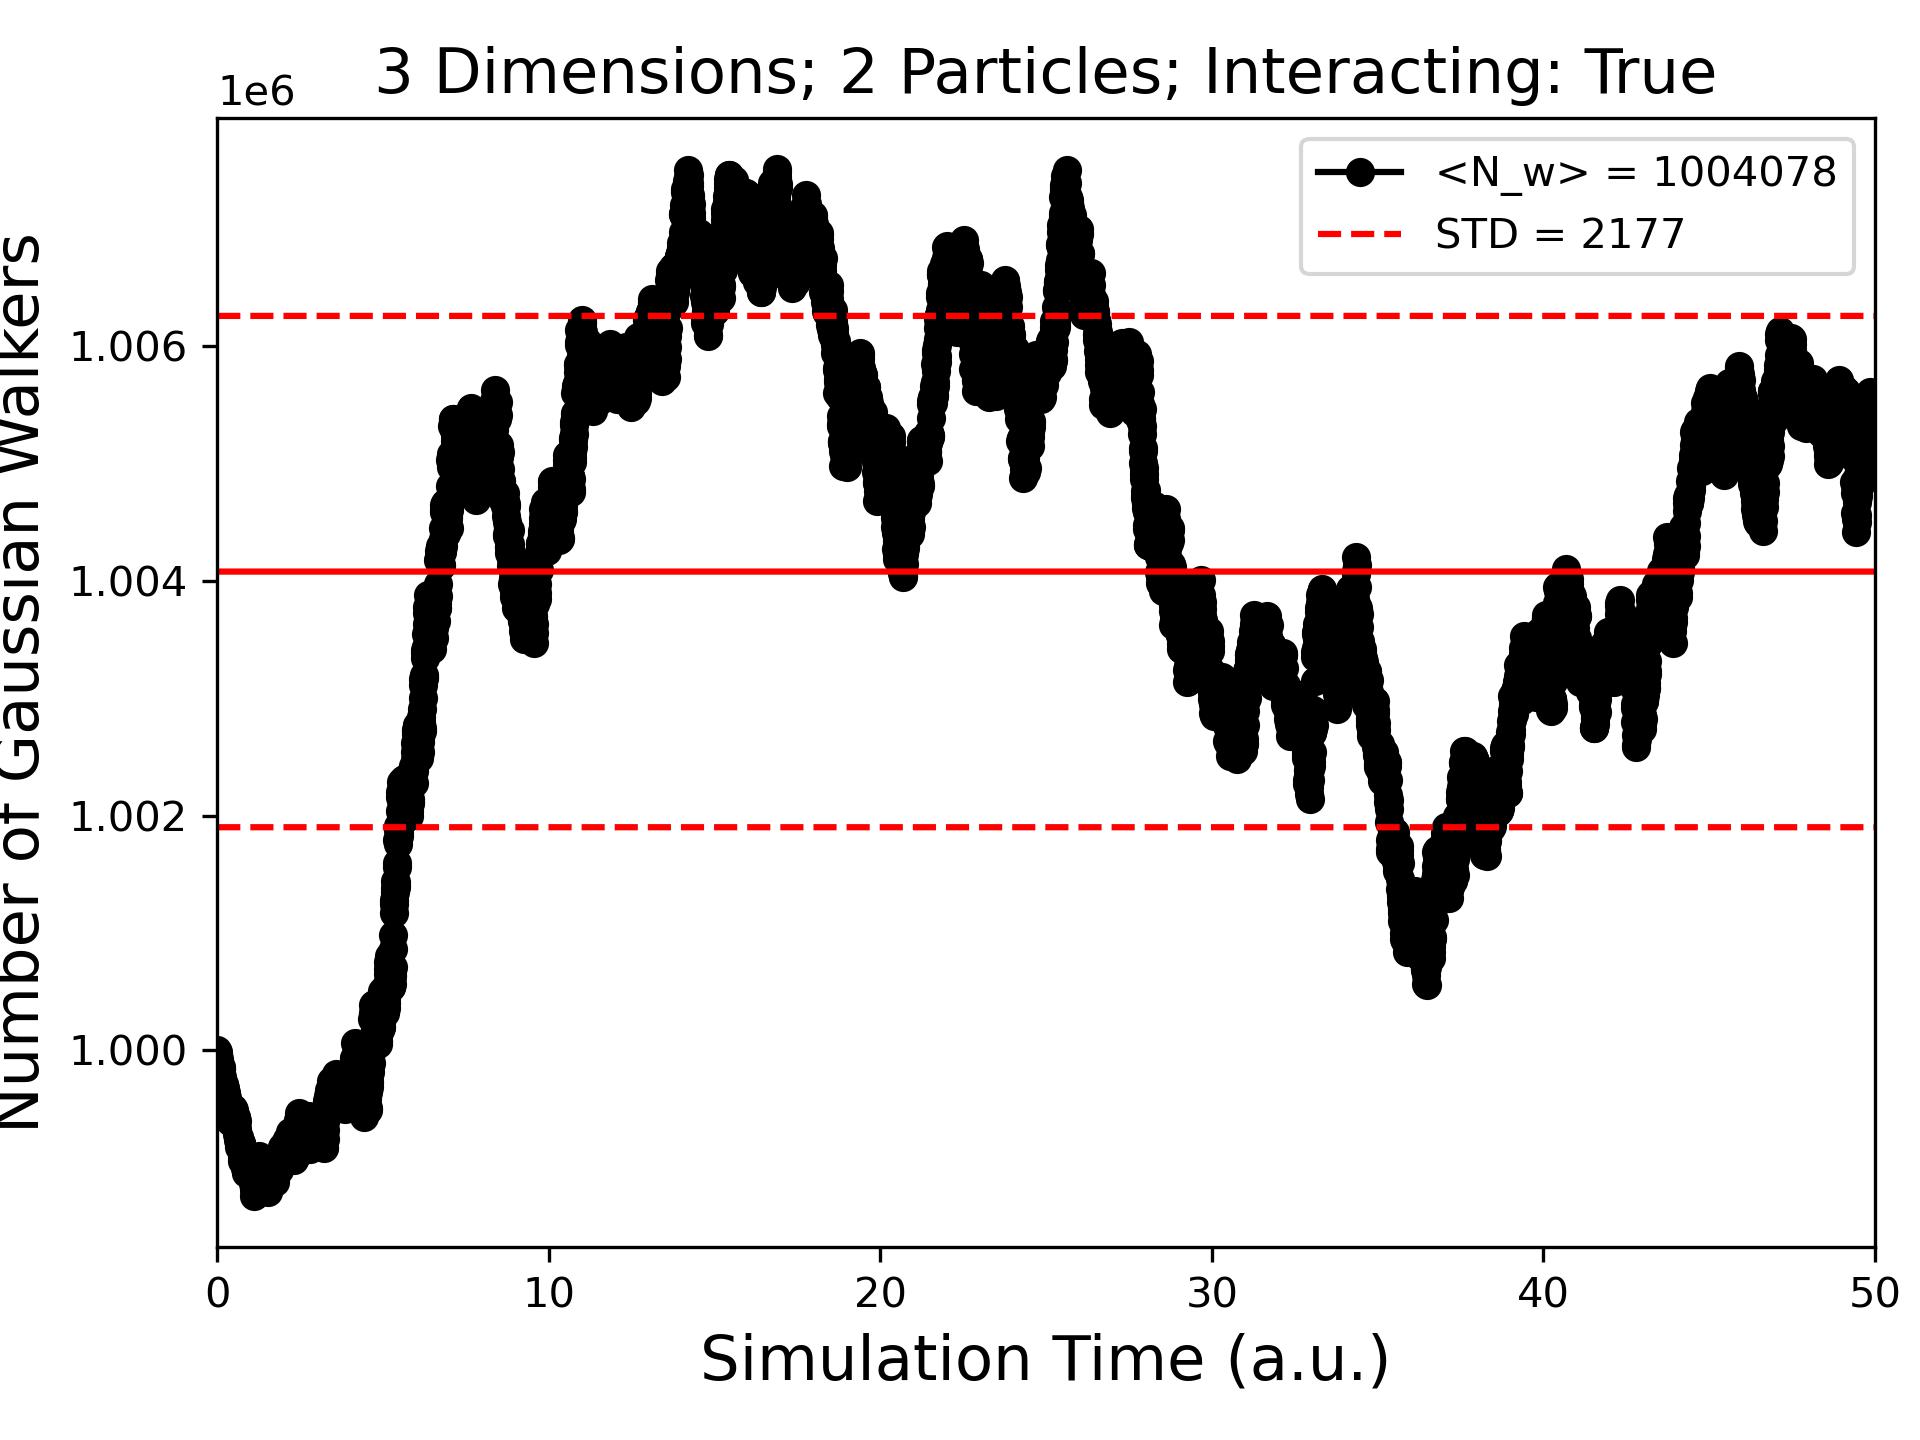 3 Dimensions; 2 Particles; Interacting: True
1e6
<N_w> = 1004078
STD = 2177
Number of Gaussian Walkers
1.006
1.004
1.002
1.000
0 10 20 30 40 50
Simulation Time (a.u.)